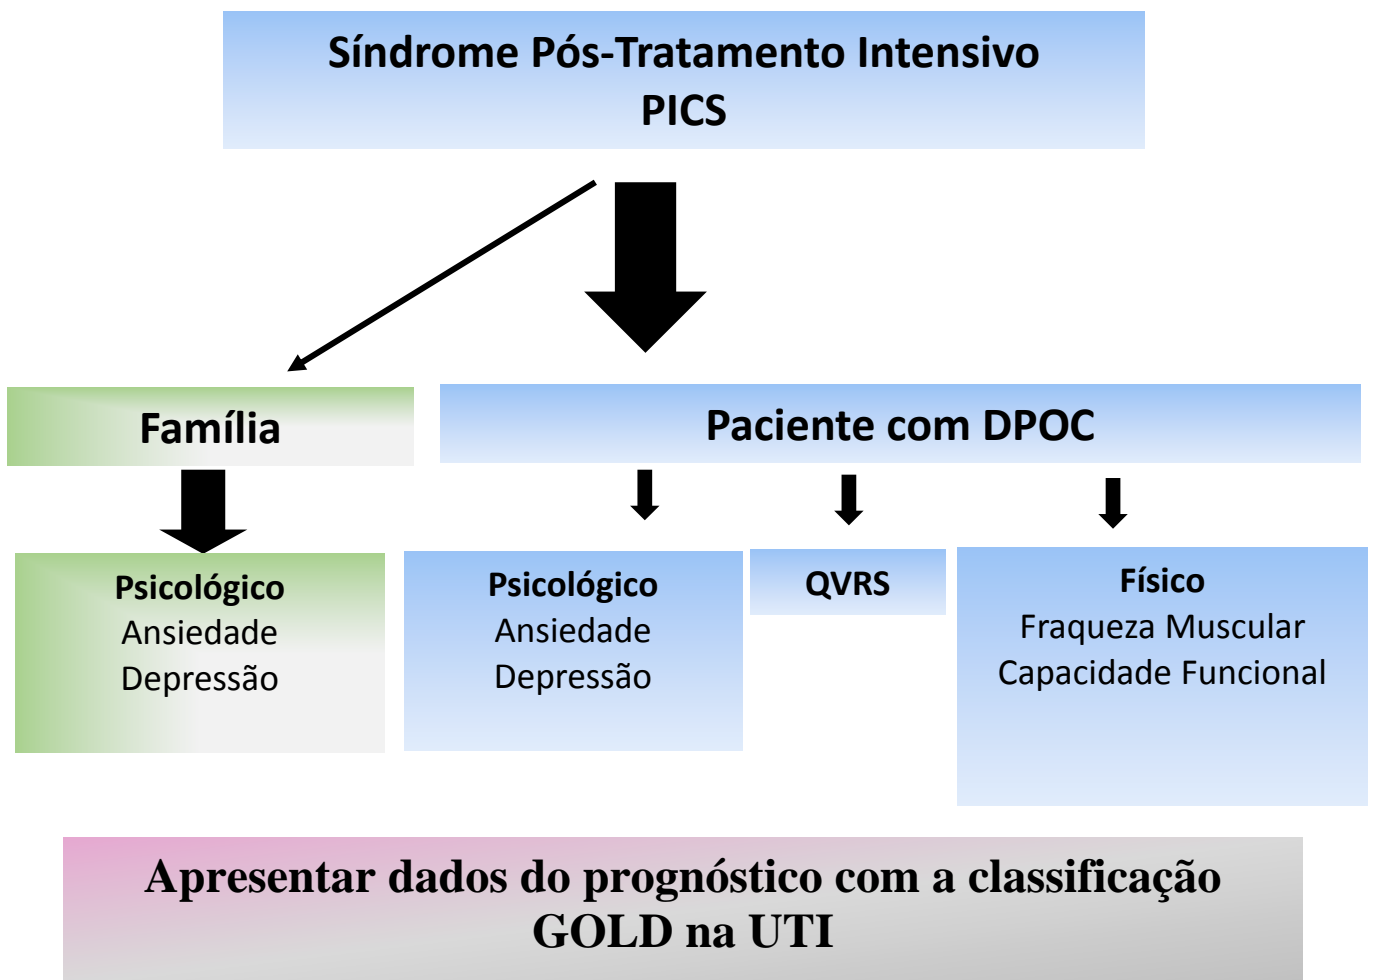 Síndrome Pós-Tratamento Intensivo
PICS
Família
Paciente com DPOC
Psicológico
Ansiedade
Depressão
Psicológico
Ansiedade
Depressão
QVRS
Físico
Fraqueza Muscular
Capacidade Funcional
Apresentar dados do prognóstico com a classificação
GOLD na UTI